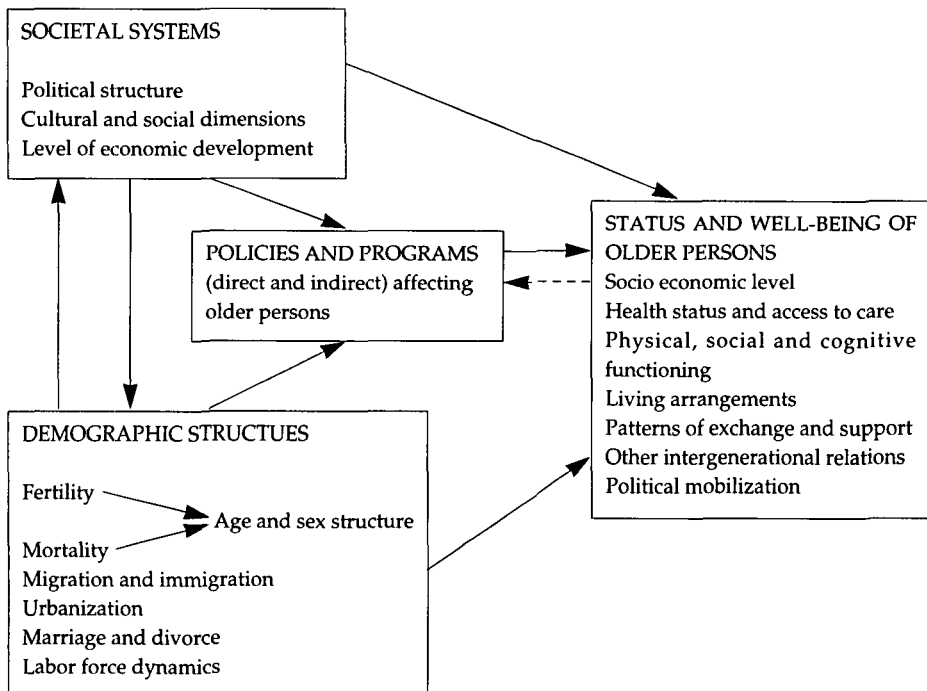 SOCIETAL SYSTEMS
Political structure
Cultural and social dimensions
Level of economic development
POLICIES AND PROGRAMS
(direct and indirect) affecting
older persons
STATUS AND WELL-BEING OF
OLDER PERSONS
Socio economic level
Health status and access to care
Physical, social and cognitive
functioning
Living arrangements
Patterns of exchange and support
Other intergenerational relations
Political mobilization
DEMOGRAPHIC STRUCTUES
Fertility
Age and sex structure
Mortality
Migration and immigration
Urbanization
Marriage and divorce
Labor force dynamics